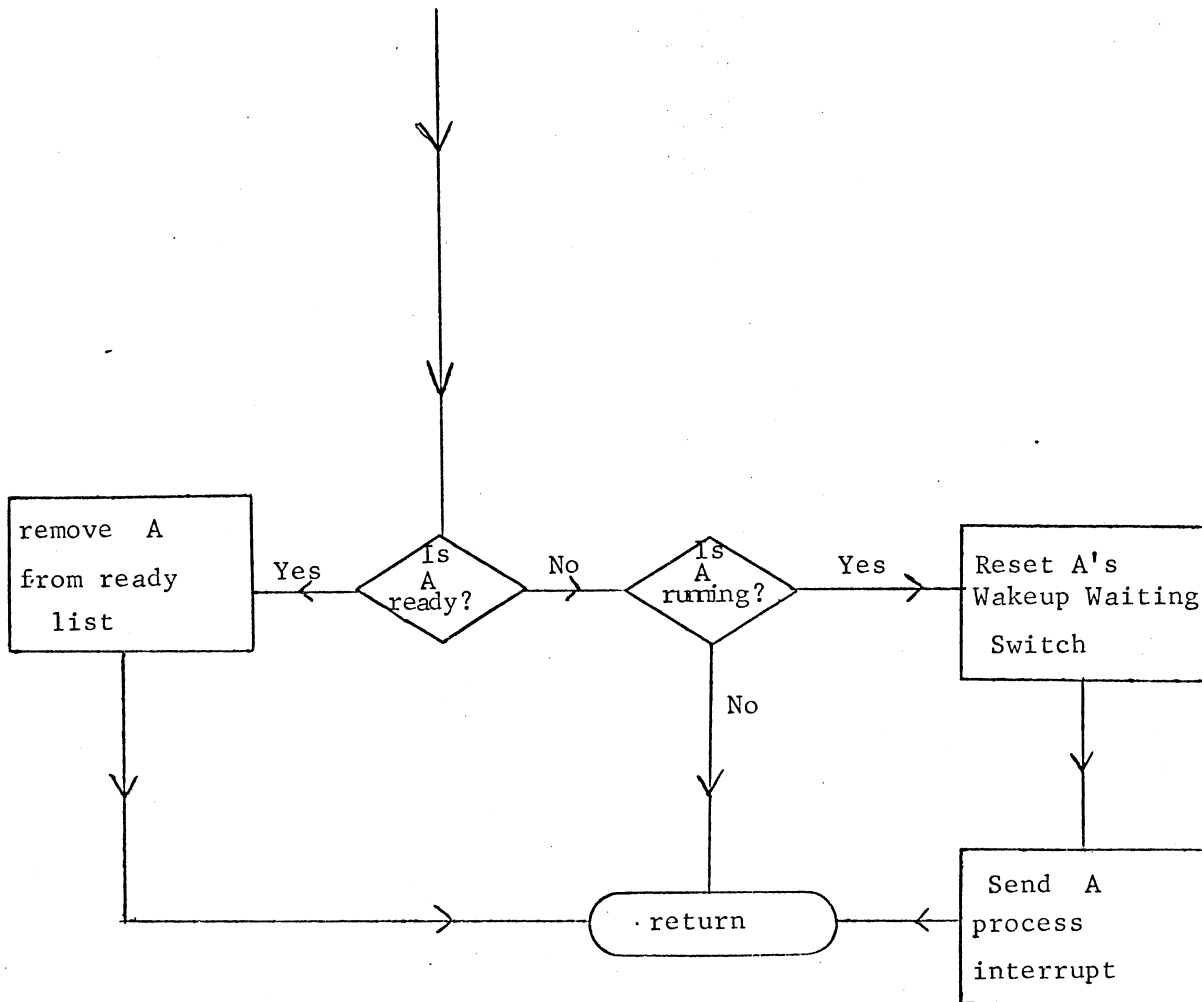 remove A
from ready
list
Yes
Is
A
ready?
No
Is
A
running?
Yes
Reset A's
Wakeup Waiting
Switch
No
return
Send A
process
interrupt